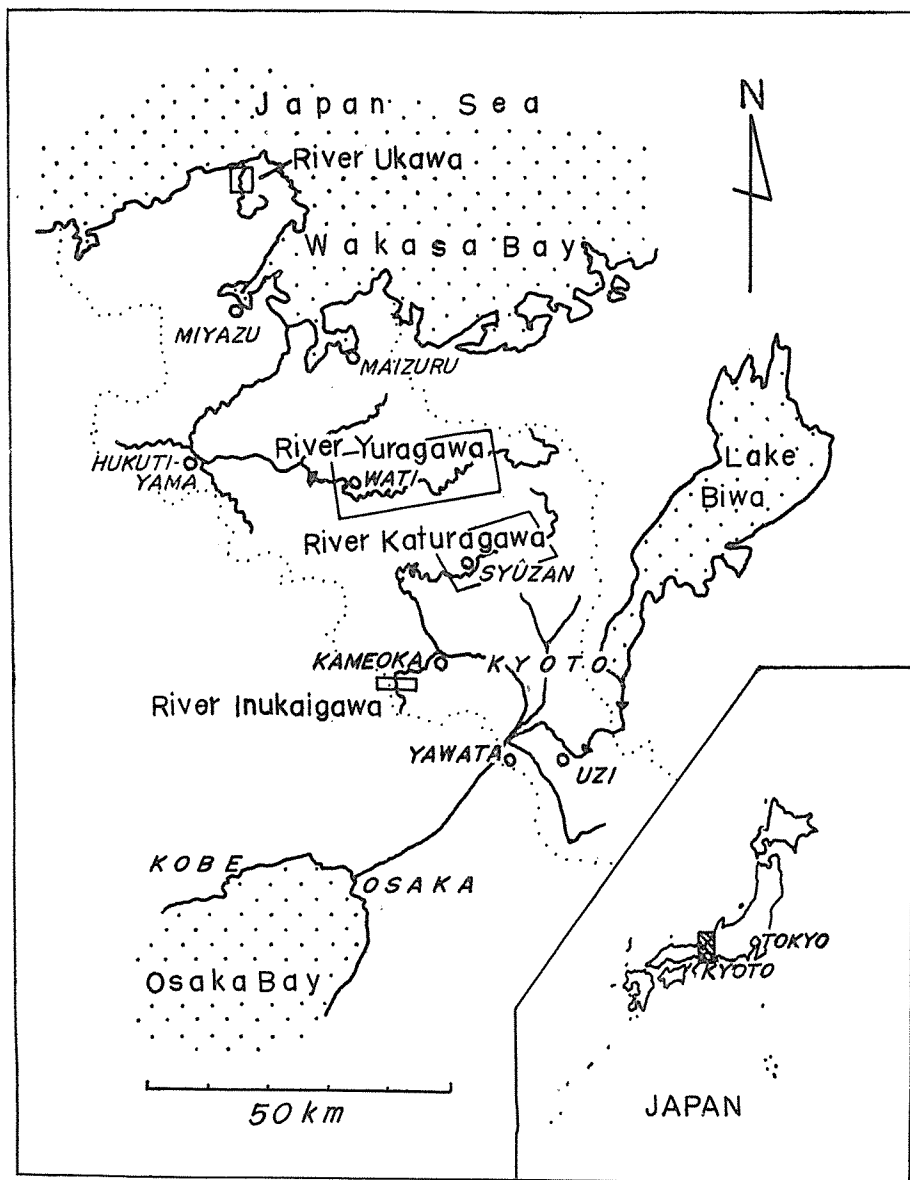 Japan Sea
N
River Ukawa
Wakasa Bay
MIYAZU
MAIZURU
River Yuragawa
HUKUTI-
YAMA
WATI
Lake
Biwa
River Katuragawa
SYŪZAN
KAMEOKA
KYOTO
River Inukaigawa
YAWATA
UZI
KOBE
OSAKA
Osaka Bay
50 km
TOKYO
KYOTO
JAPAN